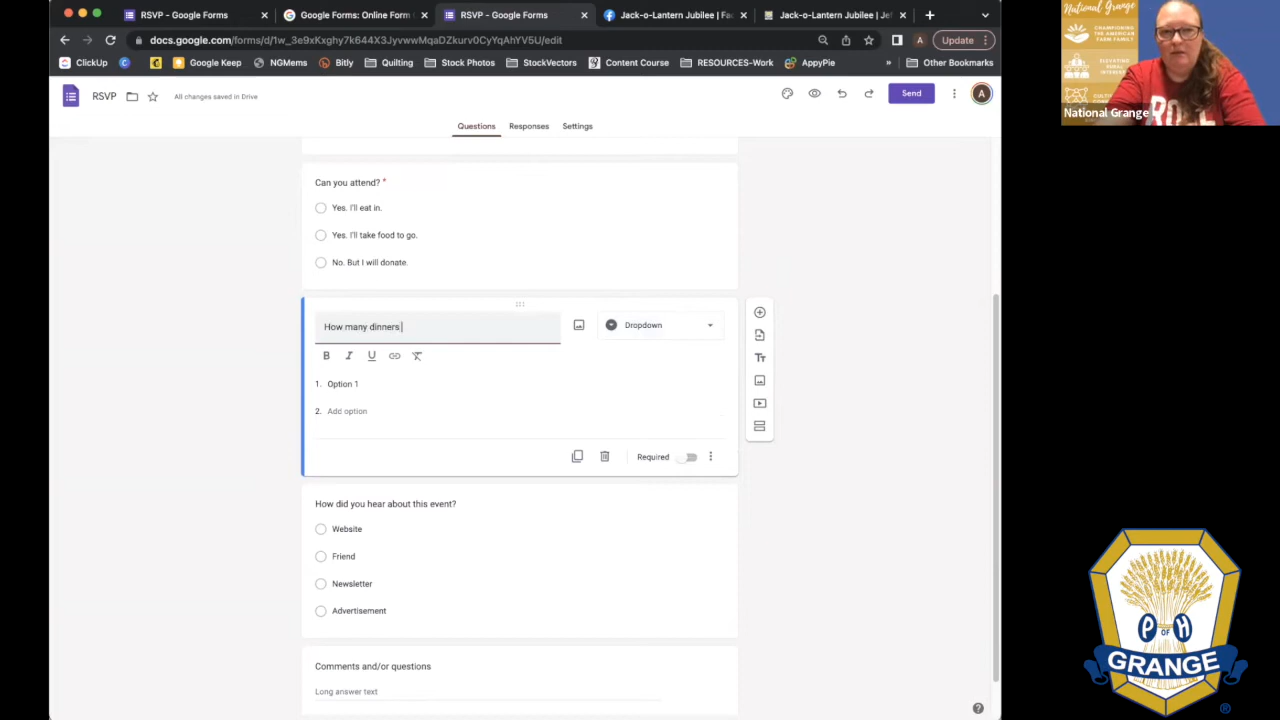 RSVP - Google Forms
Google Forms: Online Form
RSVP - Google Forms
Jack-o-Lantern Jubilee | Fac
Jack-o-Lantern Jubilee | Jef
docs.google.com/forms/d/1w_3e9xKxghy7k644X3J
qaDZkurv0CyYqAhYV5U/edit
A
Update
ClickUp
Google Keep
NGMems
Bitly
Quilting
Stock Photos
StockVectors
Content Course
RESOURCES-Work
AppyPie
»
Other Bookmarks
RSVP
All changes saved in Drive
Send
A
Questions
Responses
Settings
Can you attend? *
Yes. I'll eat in.
Yes. I'll take food to go.
No. But I will donate.
How many dinners
Dropdown
B I U
1. Option 1
2. Add option
Required
How did you hear about this event?
Website
Friend
Newsletter
Advertisement
Comments and/or questions
Long answer text
National Grange
CHAMPIONING
THE AMERICAN
FARM FAMILY
ELEVATING
RURAL
National Grange
P OF H
GRANGE
®